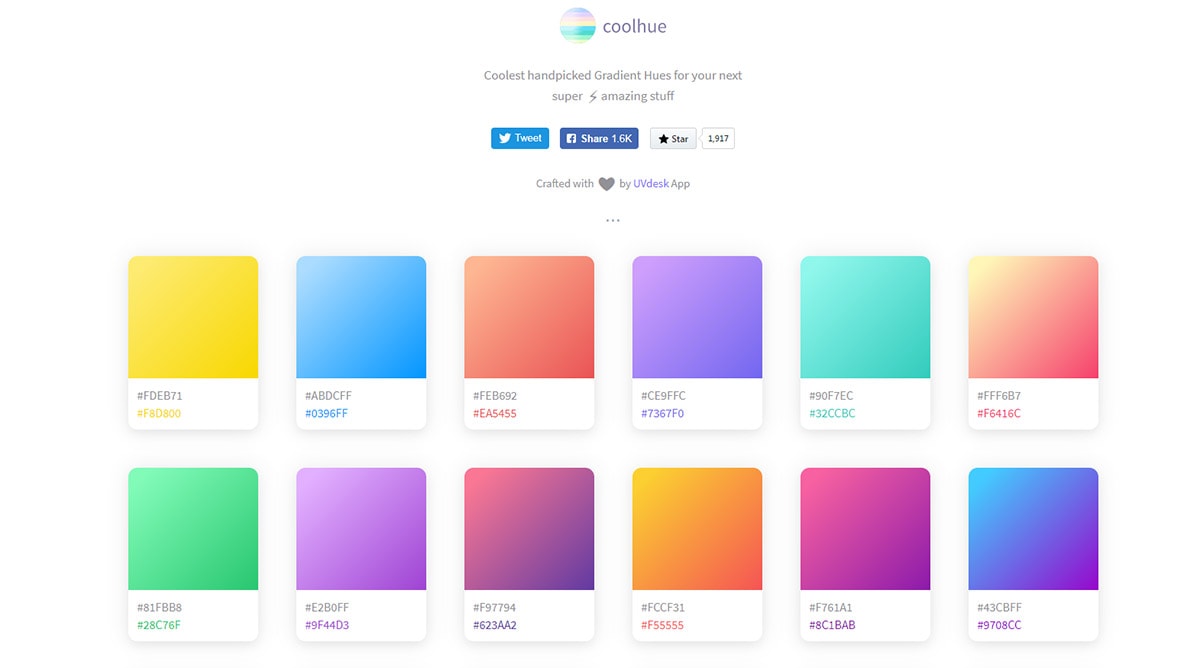 coolhue
Coolest handpicked Gradient Hues for your next
super ⚡ amazing stuff
Tweet
Share 1.6K
Star
1,917
Crafted with ♥ by UVdesk App
...
#FDEB71
#F8D800
#ABDCFF
#0396FF
#FEB692
#EA5455
#CE9FFC
#7367F0
#90F7EC
#32CCBC
#FFF6B7
#F6416C
#81FBB8
#28C76F
#E2B0FF
#9F44D3
#F97794
#623AA2
#FCCF31
#F55555
#F761A1
#8C1BAB
#43CBFF
#9708CC